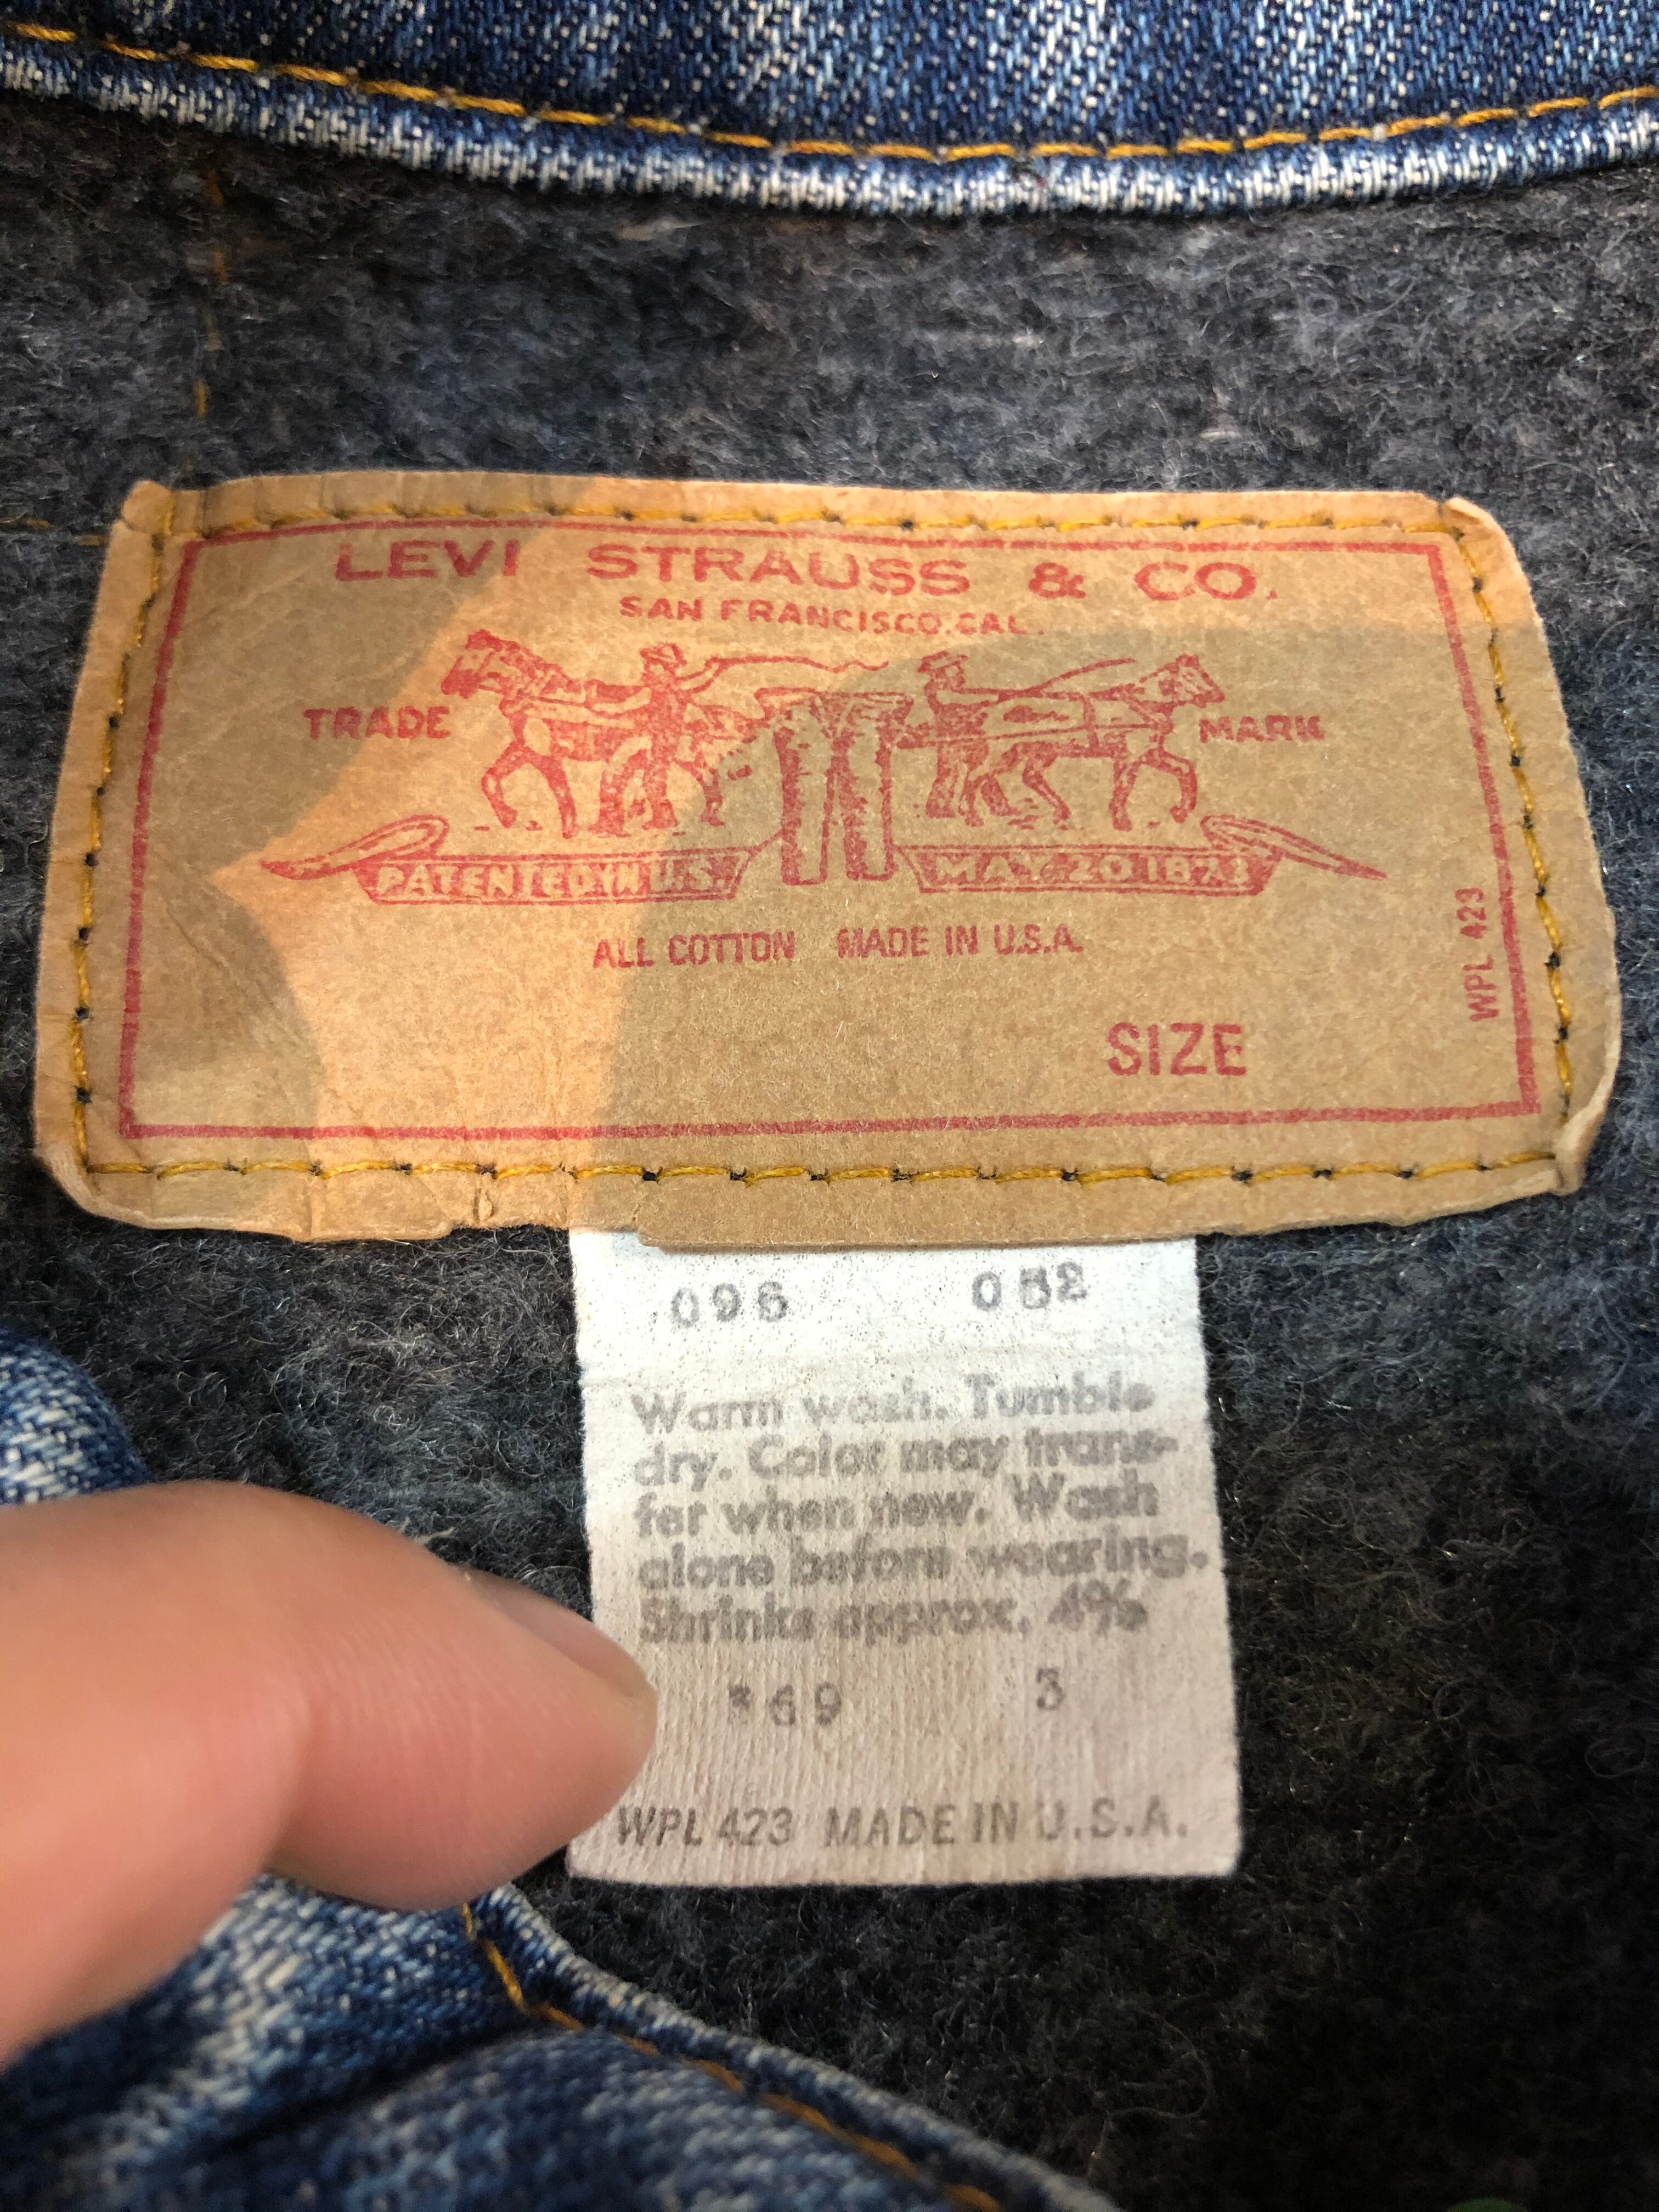 LEVI STRAUSS & CO.
SAN FRANCISCO, CAL.
TRADE MARK
PATENTED IN U.S. MAY 20 1873
ALL COTTON MADE IN U.S.A.
WPL 423
SIZE
096 052
Warm wash. Tumble
dry. Color may trans-
fer when new. Wash
alone before wearing.
Shrinks approx. 4%
69 3
WPL 423 MADE IN U.S.A.